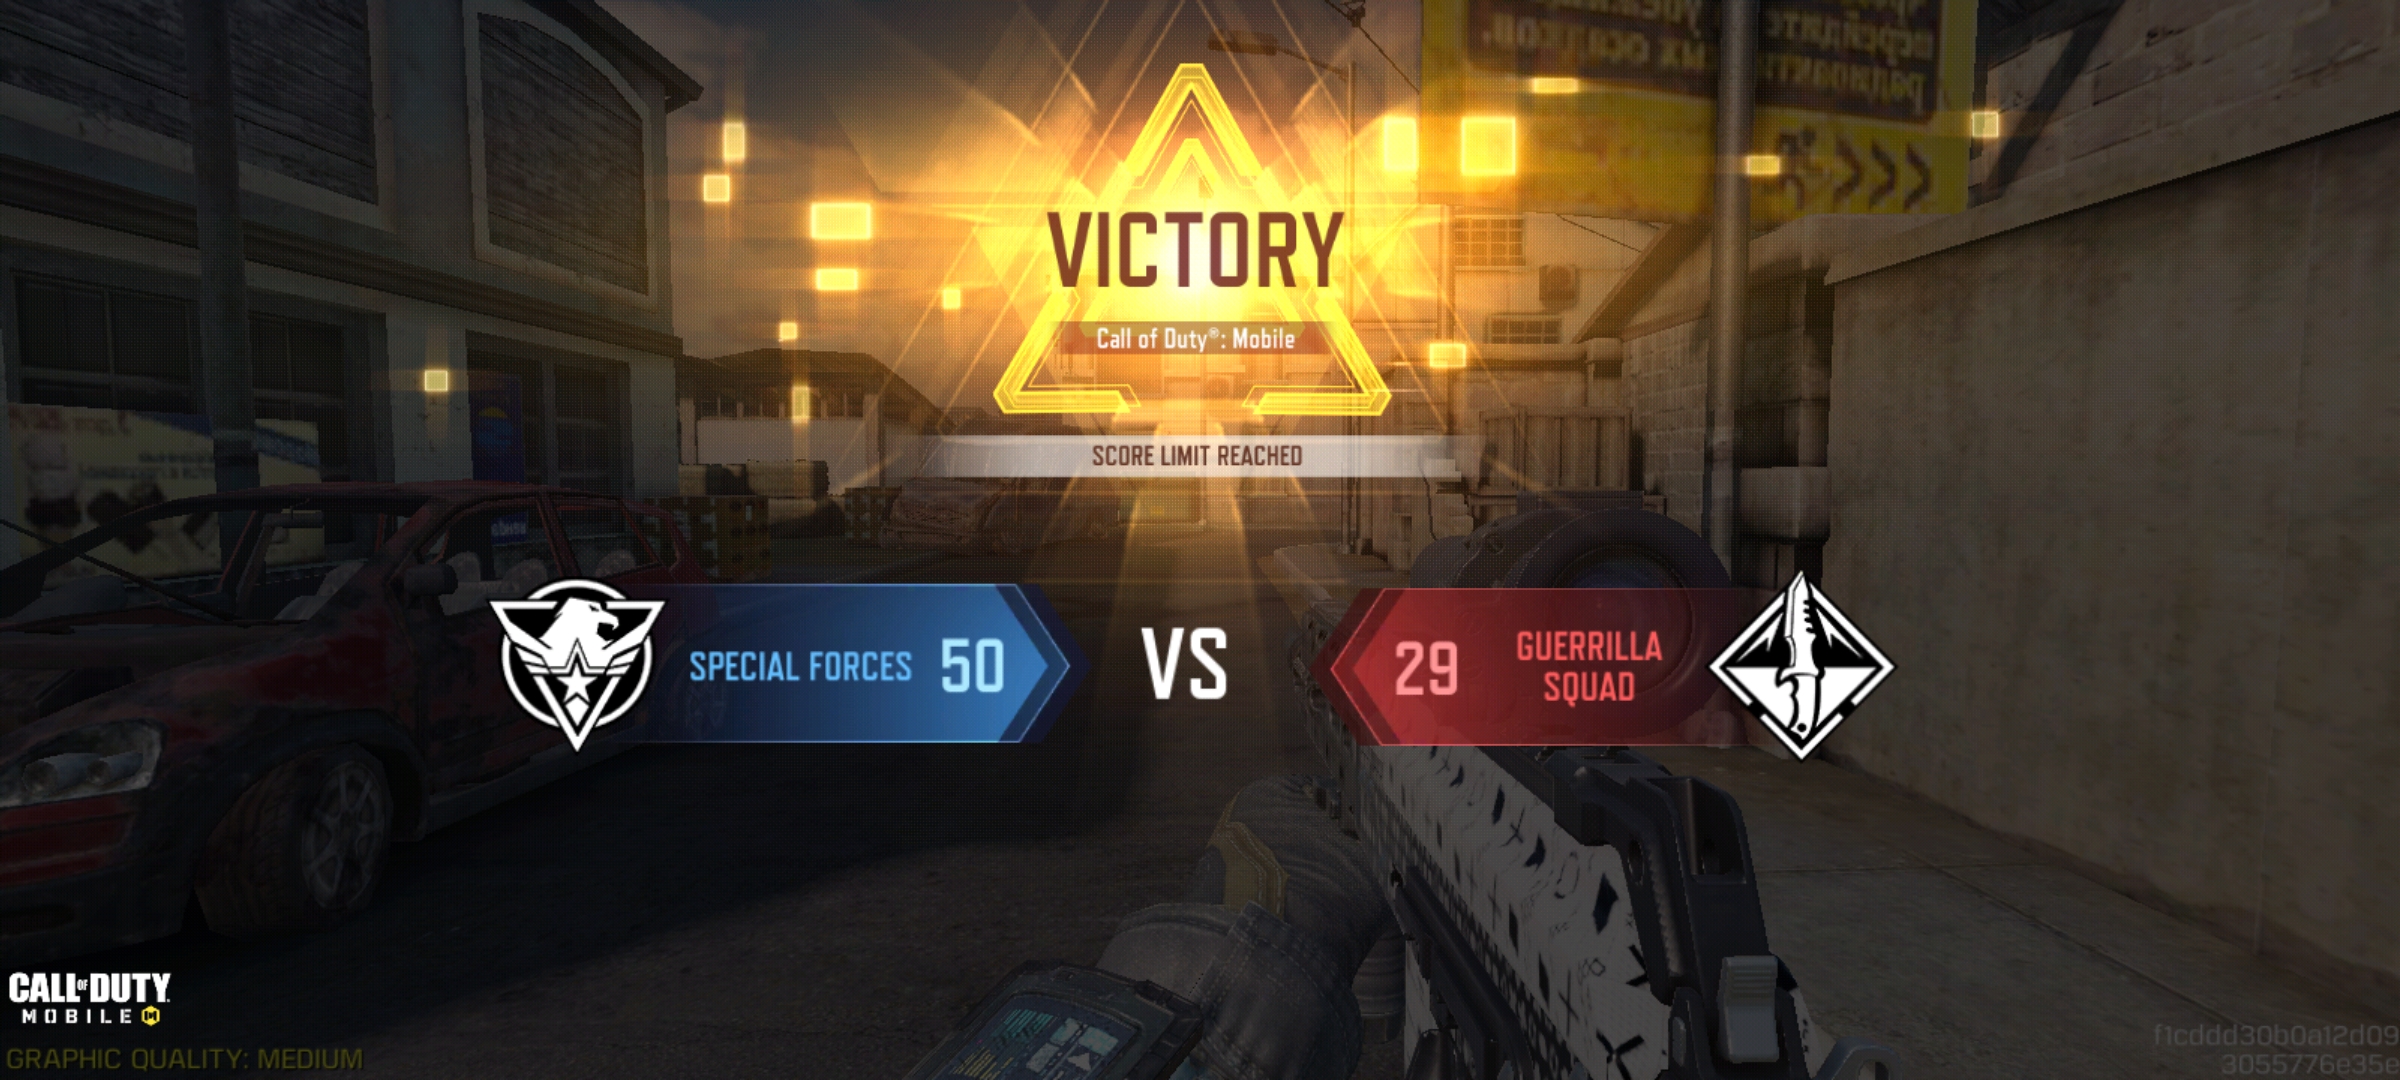 VICTORY
Call of Duty®: Mobile
SCORE LIMIT REACHED
SPECIAL FORCES 50
VS
29 GUERRILLA
SQUAD
CALL OF DUTY
MOBILE
GRAPHIC QUALITY: MEDIUM
f1cddd30b0a12d09
3055776e35e